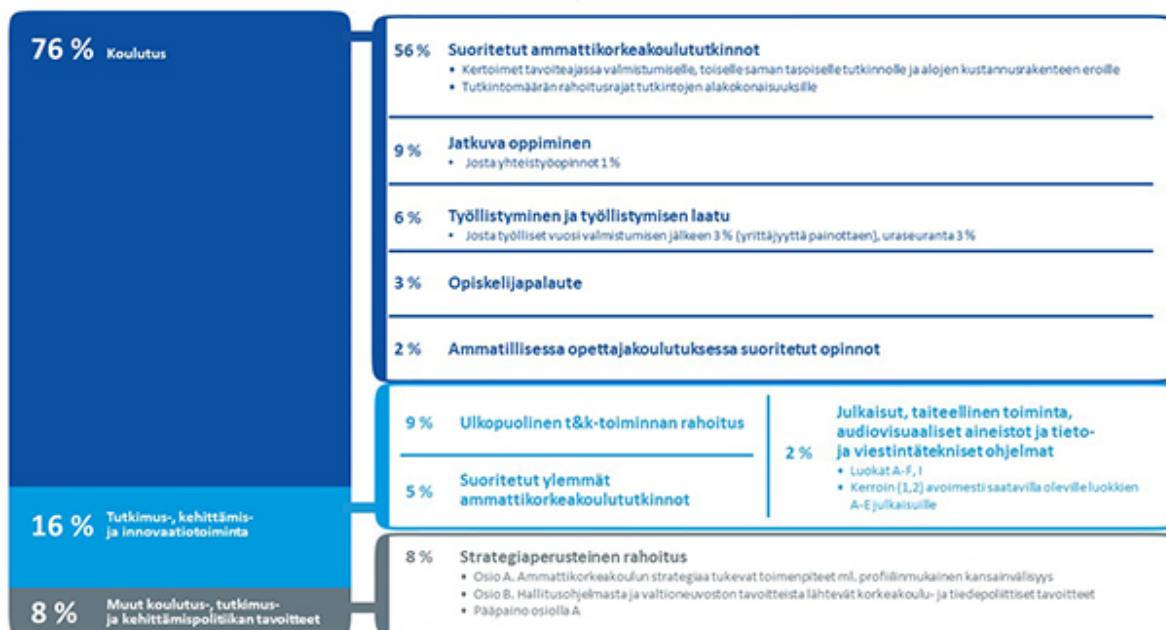 76 % Koulutus
56 % Suoritetut ammattikorkeakoulututkinnot
• Kertoimet tavoiteajassa valmistumiselle, toiselle saman tasoiselle tutkinnolle ja alojen kustannusrakenteen eroille
• Tutkintomäärän rahoitusrajat tutkintojen alakokonaisuuksille
9 % Jatkuva oppiminen
• Josta yhteistyöopinnot 1 %
6 % Työllistyminen ja työllistymisen laatu
• Josta työlliset vuosi valmistumisen jälkeen 3 % (yrittäjyyttä painottaen), uraseuranta 3 %
3 % Opiskelijapalaute
2 % Ammatillisessa opettajakoulutuksessa suoritetut opinnot
16 % Tutkimus-, kehittämis-
ja innovaatiotoiminta
9 % Ulkopuolinen t&k-toiminnan rahoitus
5 % Suoritetut ylemmät
ammattikorkeakoulututkinnot
2 % Julkaisut, taiteellinen toiminta,
audiovisuaaliset aineistot ja tieto-
ja viestintätekniset ohjelmat
• Luokat A-F, I
• Kerroin (1,2) avoimesti saatavilla oleville luokkien
A-E julkaisuille
8 % Muut koulutus-, tutkimus-
ja kehittämispolitiikan tavoitteet
8 % Strategiaperusteinen rahoitus
• Osio A. Ammattikorkeakoulun strategiaa tukevat toimenpiteet ml. profiilinmukainen kansainvälisyys
• Osio B. Hallitusohjelmasta ja valtioneuvoston tavoitteista lähtevät korkeakoulu- ja tiedepoliittiset tavoitteet
• Pääpaino osiolla A